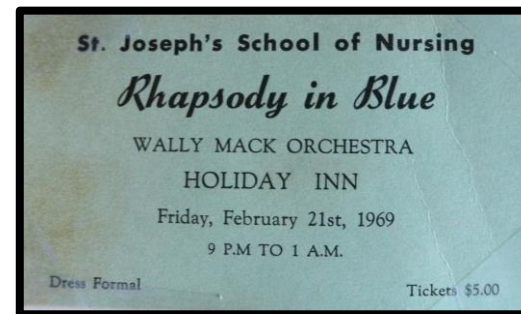 St. Joseph's School of Nursing
Rhapsody in Blue
WALLY MACK ORCHESTRA
HOLIDAY INN
Friday, February 21st, 1969
9 P.M TO 1 A.M.
Dress Formal
Tickets $5.00